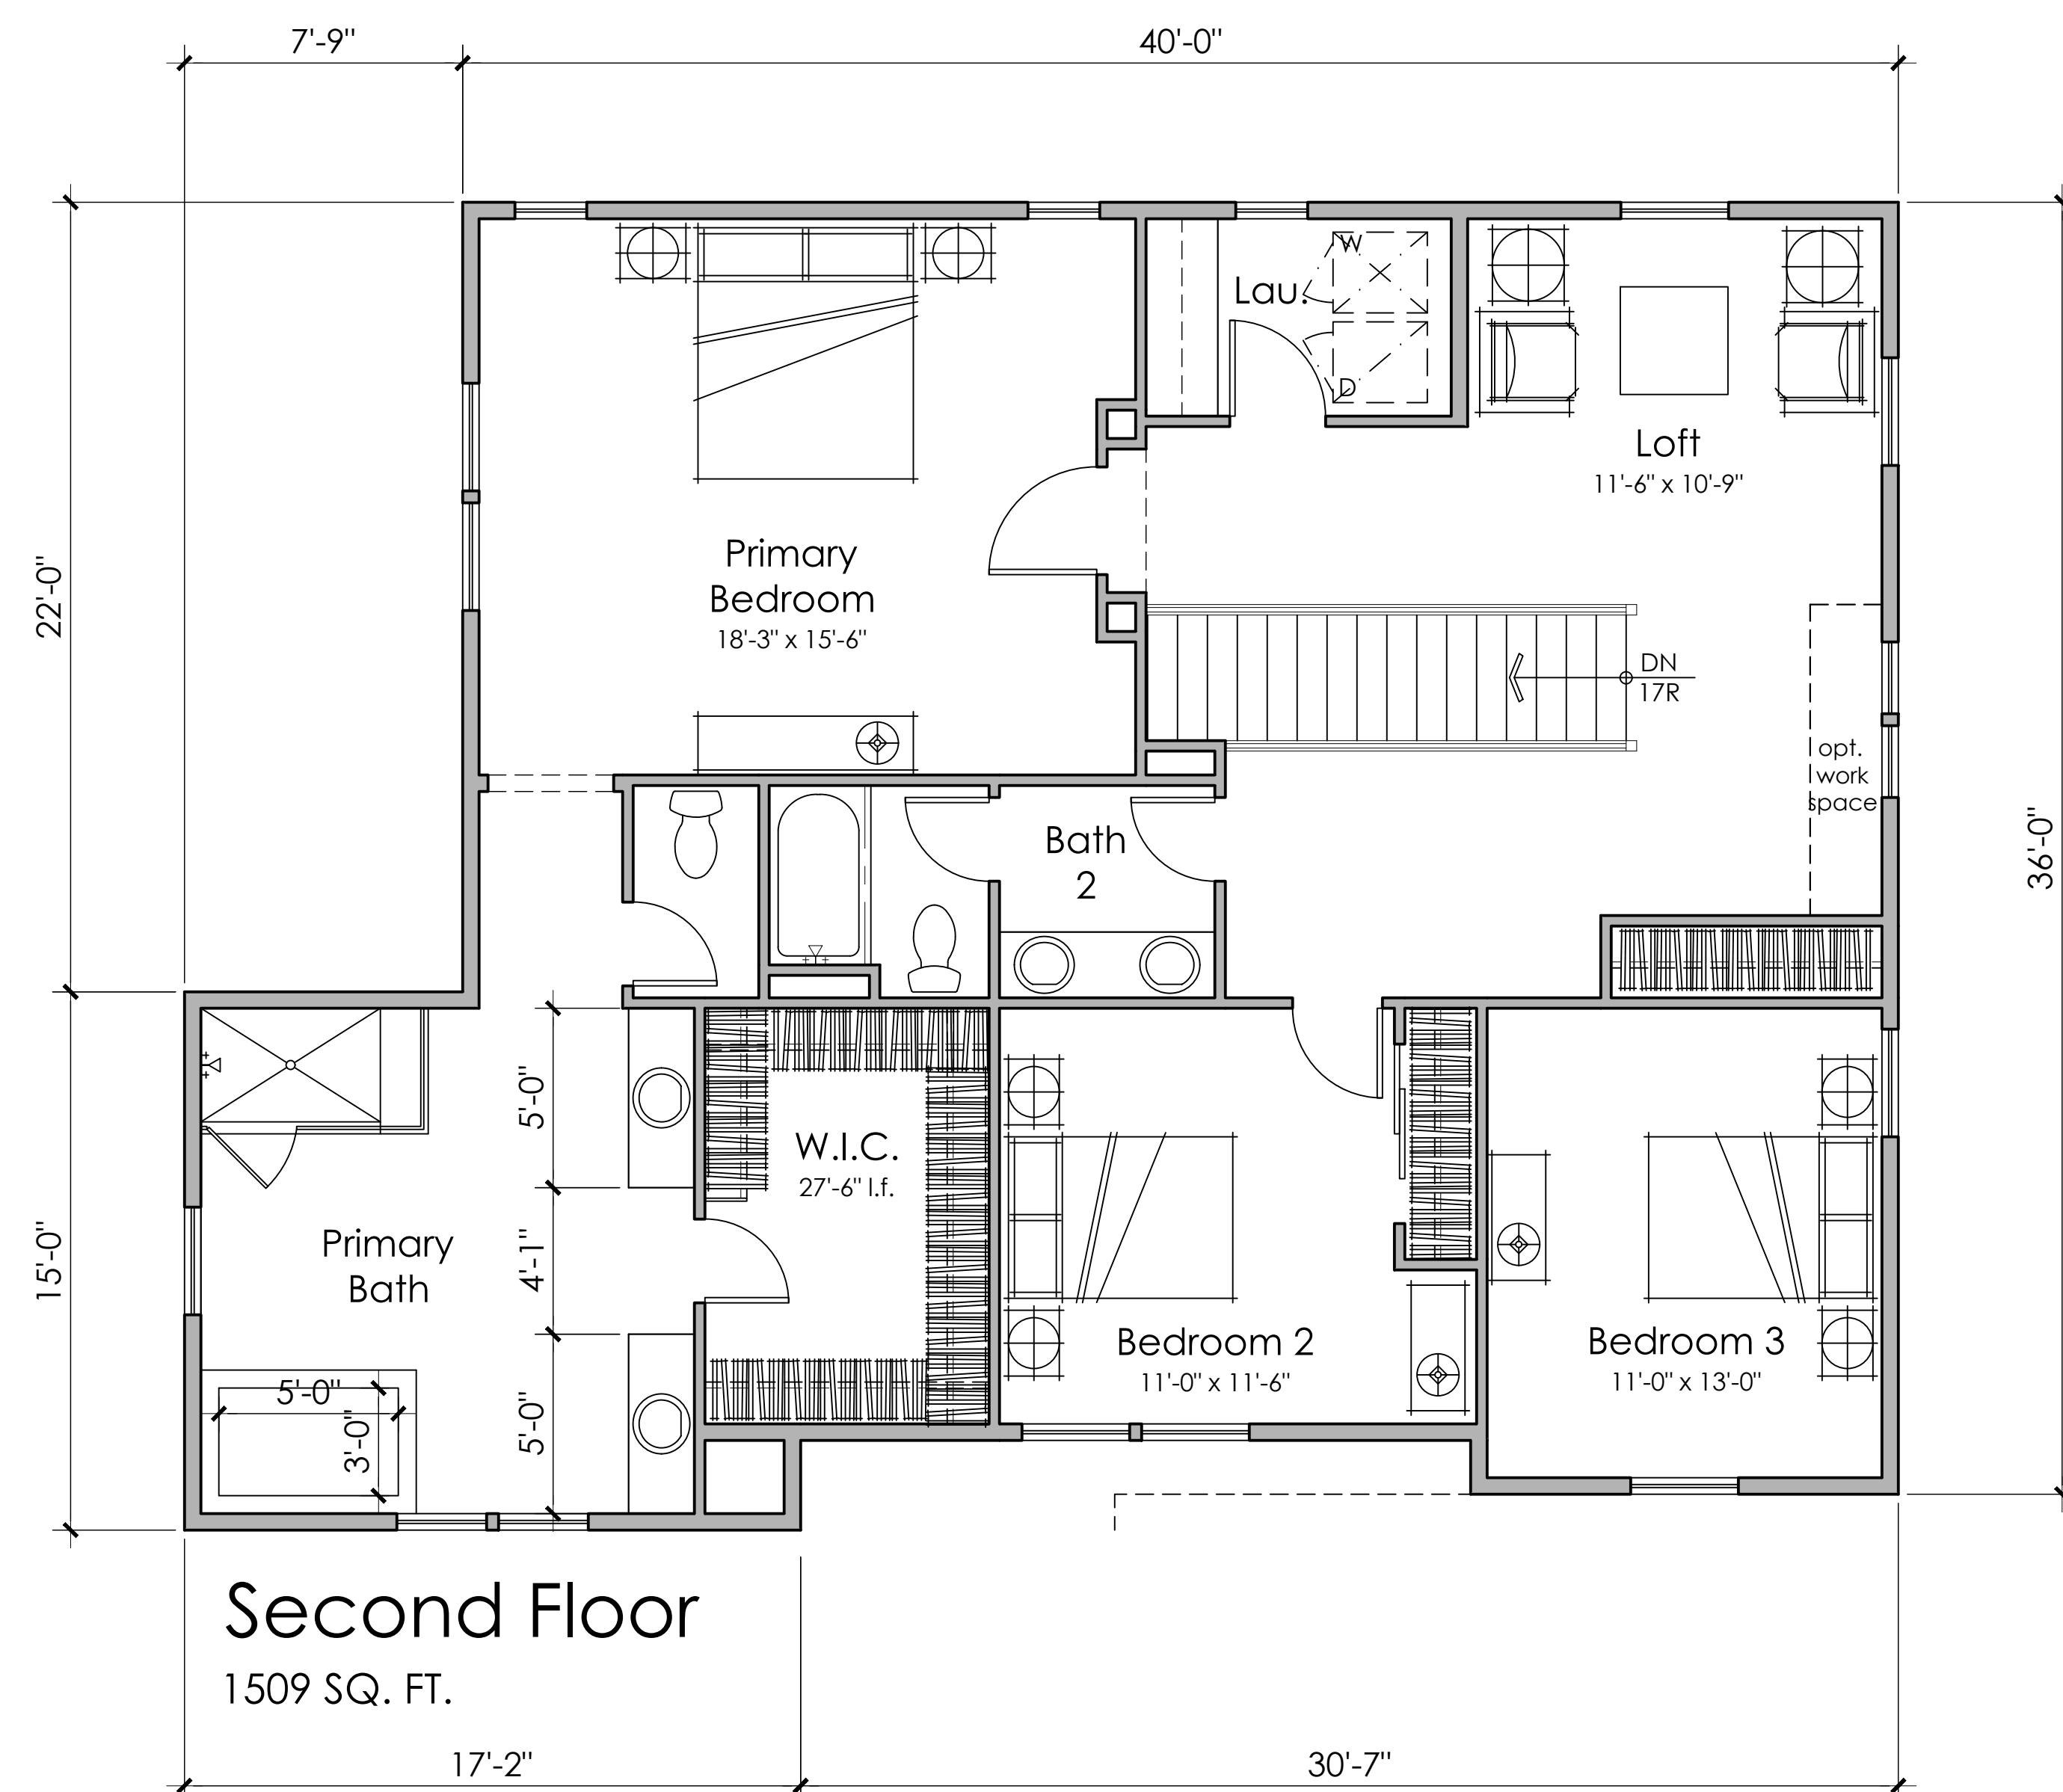 7'-9"
40'-0"
W
Lau.
D
Loft
11'-6" x 10'-9"
Primary
Bedroom
18'-3" x 15'-6"
22'-0"
DN
17R
opt.
work
space
36'-0"
Bath
2
5'-0"
W.I.C.
27'-6" l.f.
Primary
Bath
4'-1"
15'-0"
Bedroom 2
11'-0" x 11'-6"
Bedroom 3
11'-0" x 13'-0"
5'-0"
3'-0"
5'-0"
Second Floor
1509 SQ. FT.
17'-2"
30'-7"